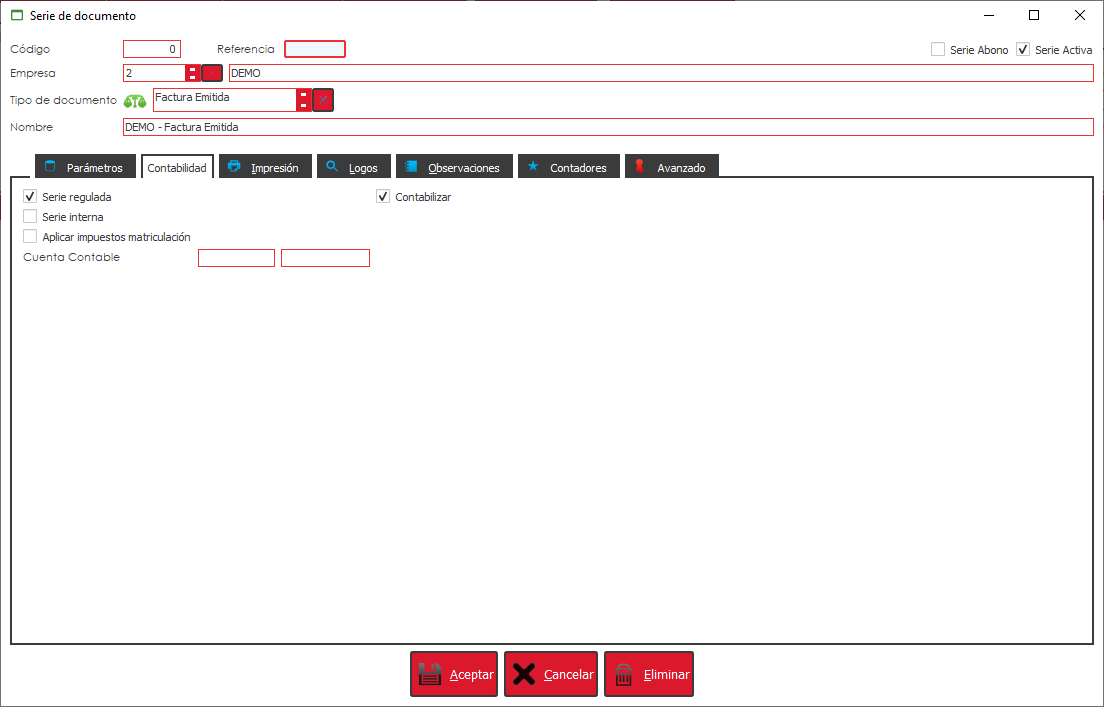 Serie de documento
Código 0 Referencia Serie Abono Serie Activa
Empresa 2 DEMO
Tipo de documento Factura Emitida
Nombre DEMO - Factura Emitida
Parámetros Contabilidad Impresión Logos Observaciones Contadores Avanzado
Serie regulada Contabilizar
Serie interna
Aplicar impuestos matriculación
Cuenta Contable
Aceptar Cancelar Eliminar